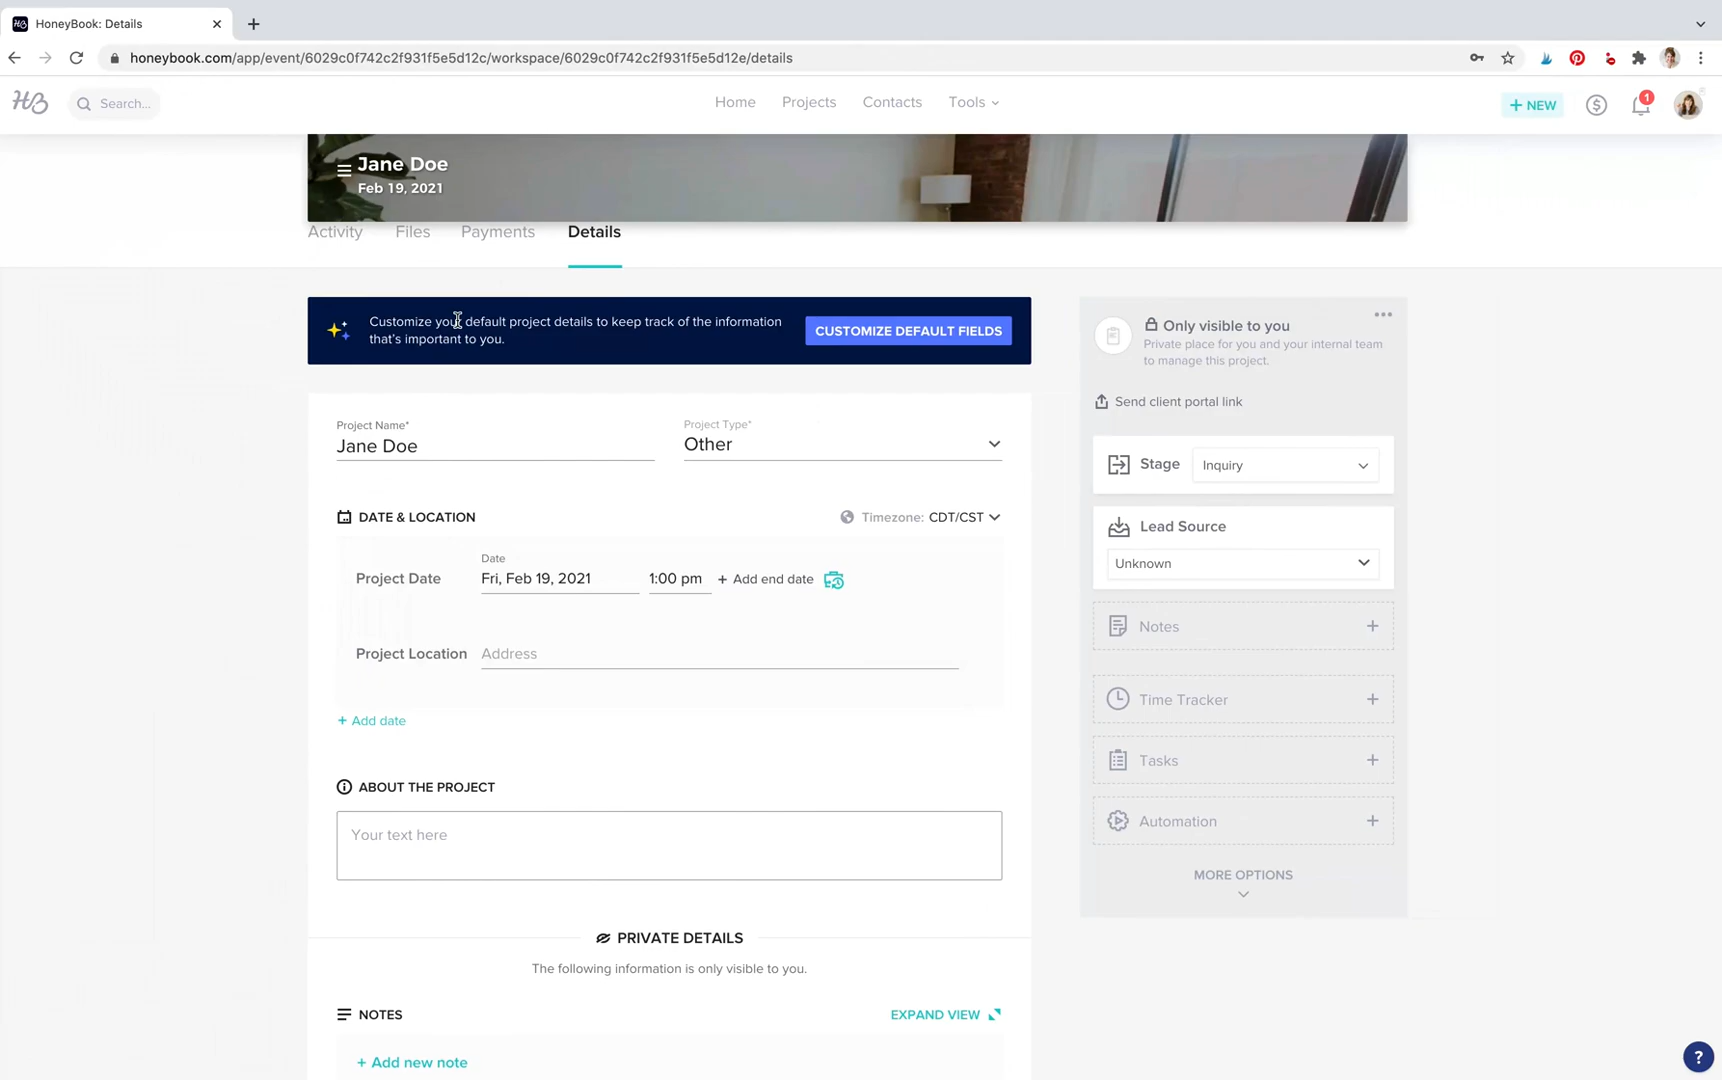 HoneyBook: Details
honeybook.com/app/event/6029c0f742c2f931f5e5d12c/workspace/6029c0f742c2f931f5e5d12e/details
HB
Search...
Home
Projects
Contacts
Tools
+ NEW
1
Jane Doe
Feb 19, 2021
Activity
Files
Payments
Details
Customize your default project details to keep track of the information
that's important to you.
CUSTOMIZE DEFAULT FIELDS
Project Name*
Jane Doe
Project Type*
Other
DATE & LOCATION
Timezone: CDT/CST
Date
Project Date
Fri, Feb 19, 2021
1:00 pm
+ Add end date
Project Location
Address
+ Add date
ABOUT THE PROJECT
Your text here
PRIVATE DETAILS
The following information is only visible to you.
NOTES
EXPAND VIEW
+ Add new note
Only visible to you
Private place for you and your internal team
to manage this project.
Send client portal link
Stage
Inquiry
Lead Source
Unknown
Notes
+
Time Tracker
+
Tasks
+
Automation
+
MORE OPTIONS
?